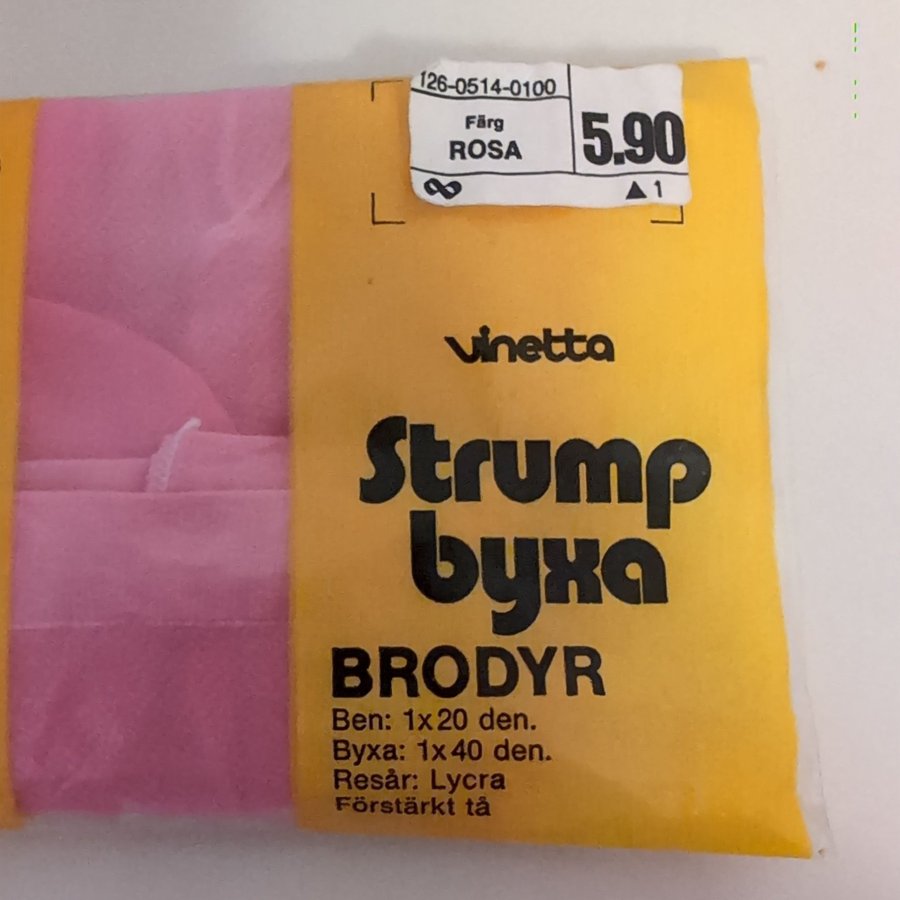 126-0514-0100
Färg
ROSA
5.90
▲ 1
vinetta
Strump
byxa
BRODYR
Ben: 1x20 den.
Byxa: 1x40 den.
Resår: Lycra
Förstärkt tå